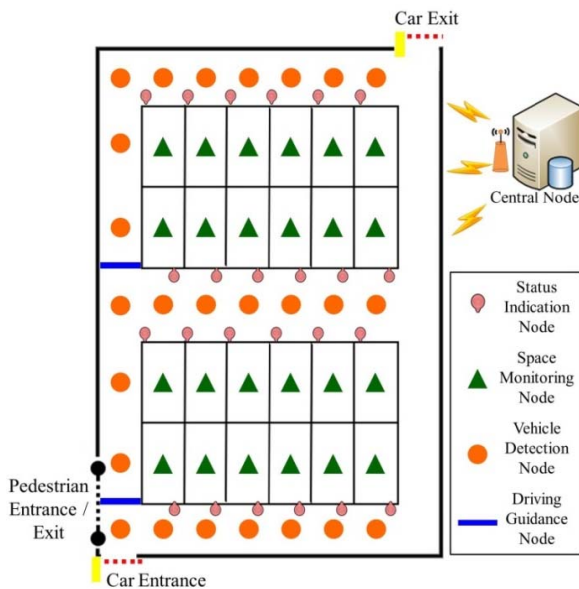 Car Exit
Central Node
Status
Indication
Node
Space
Monitoring
Node
Vehicle
Detection
Node
Driving
Guidance
Node
Pedestrian
Entrance /
Exit
Car Entrance